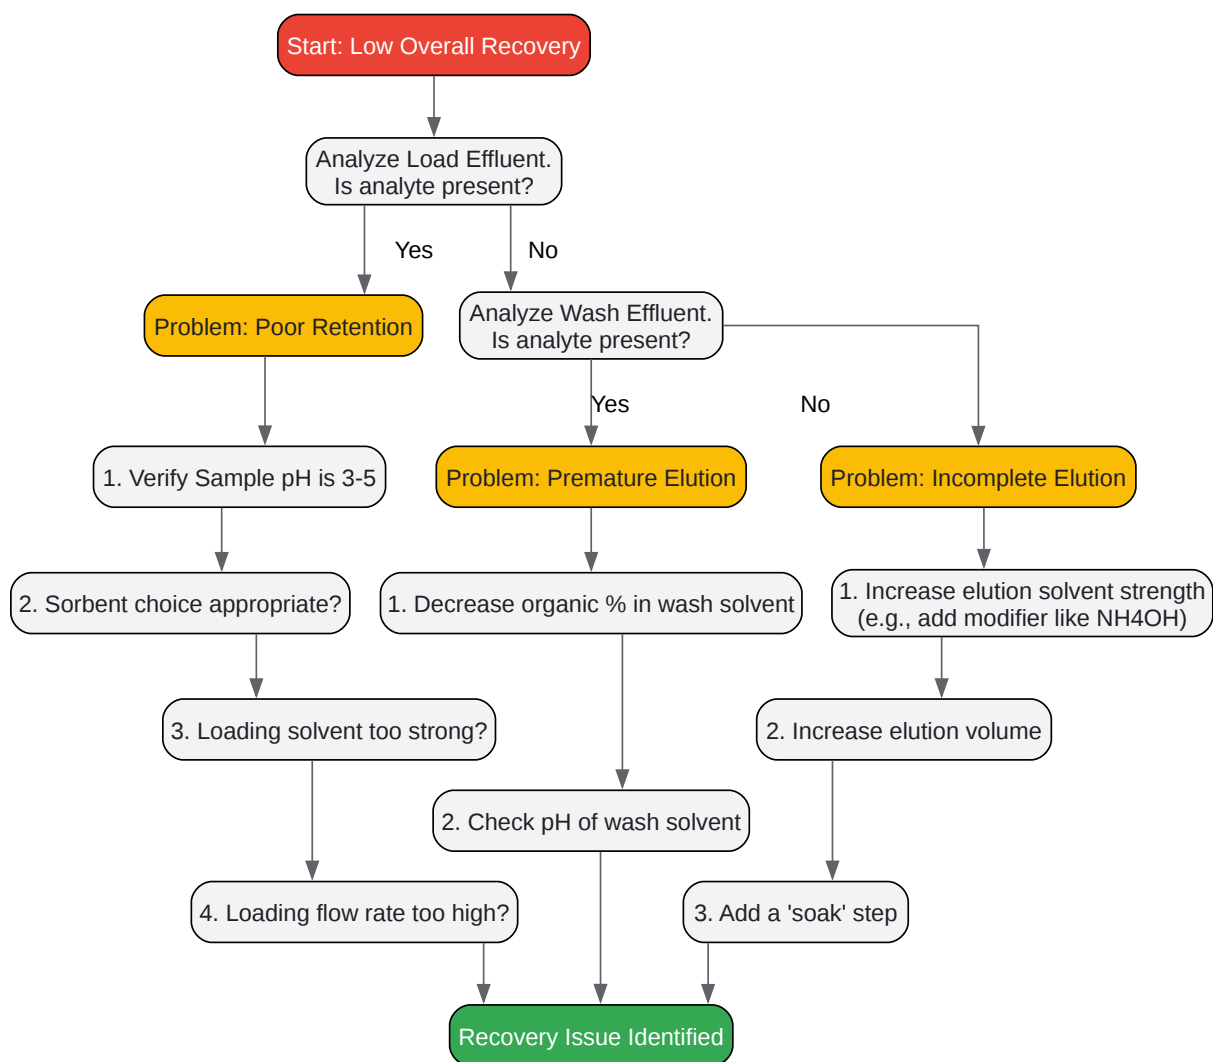 Start: Low Overall Recovery
Analyze Load Effluent.
Is analyte present?
Yes
No
Problem: Poor Retention
Analyze Wash Effluent.
Is analyte present?
Yes
No
1. Verify Sample pH is 3-5
Problem: Premature Elution
Problem: Incomplete Elution
2. Sorbent choice appropriate?
1. Decrease organic % in wash solvent
1. Increase elution solvent strength
(e.g., add modifier like NH4OH)
3. Loading solvent too strong?
2. Increase elution volume
2. Check pH of wash solvent
4. Loading flow rate too high?
3. Add a 'soak' step
Recovery Issue Identified